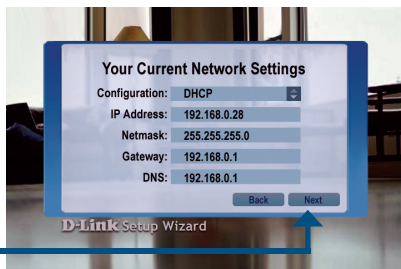 Your Current Network Settings
Configuration: DHCP
IP Address: 192.168.0.28
Netmask: 255.255.255.0
Gateway: 192.168.0.1
DNS: 192.168.0.1
Back Next
D-Link Setup Wizard